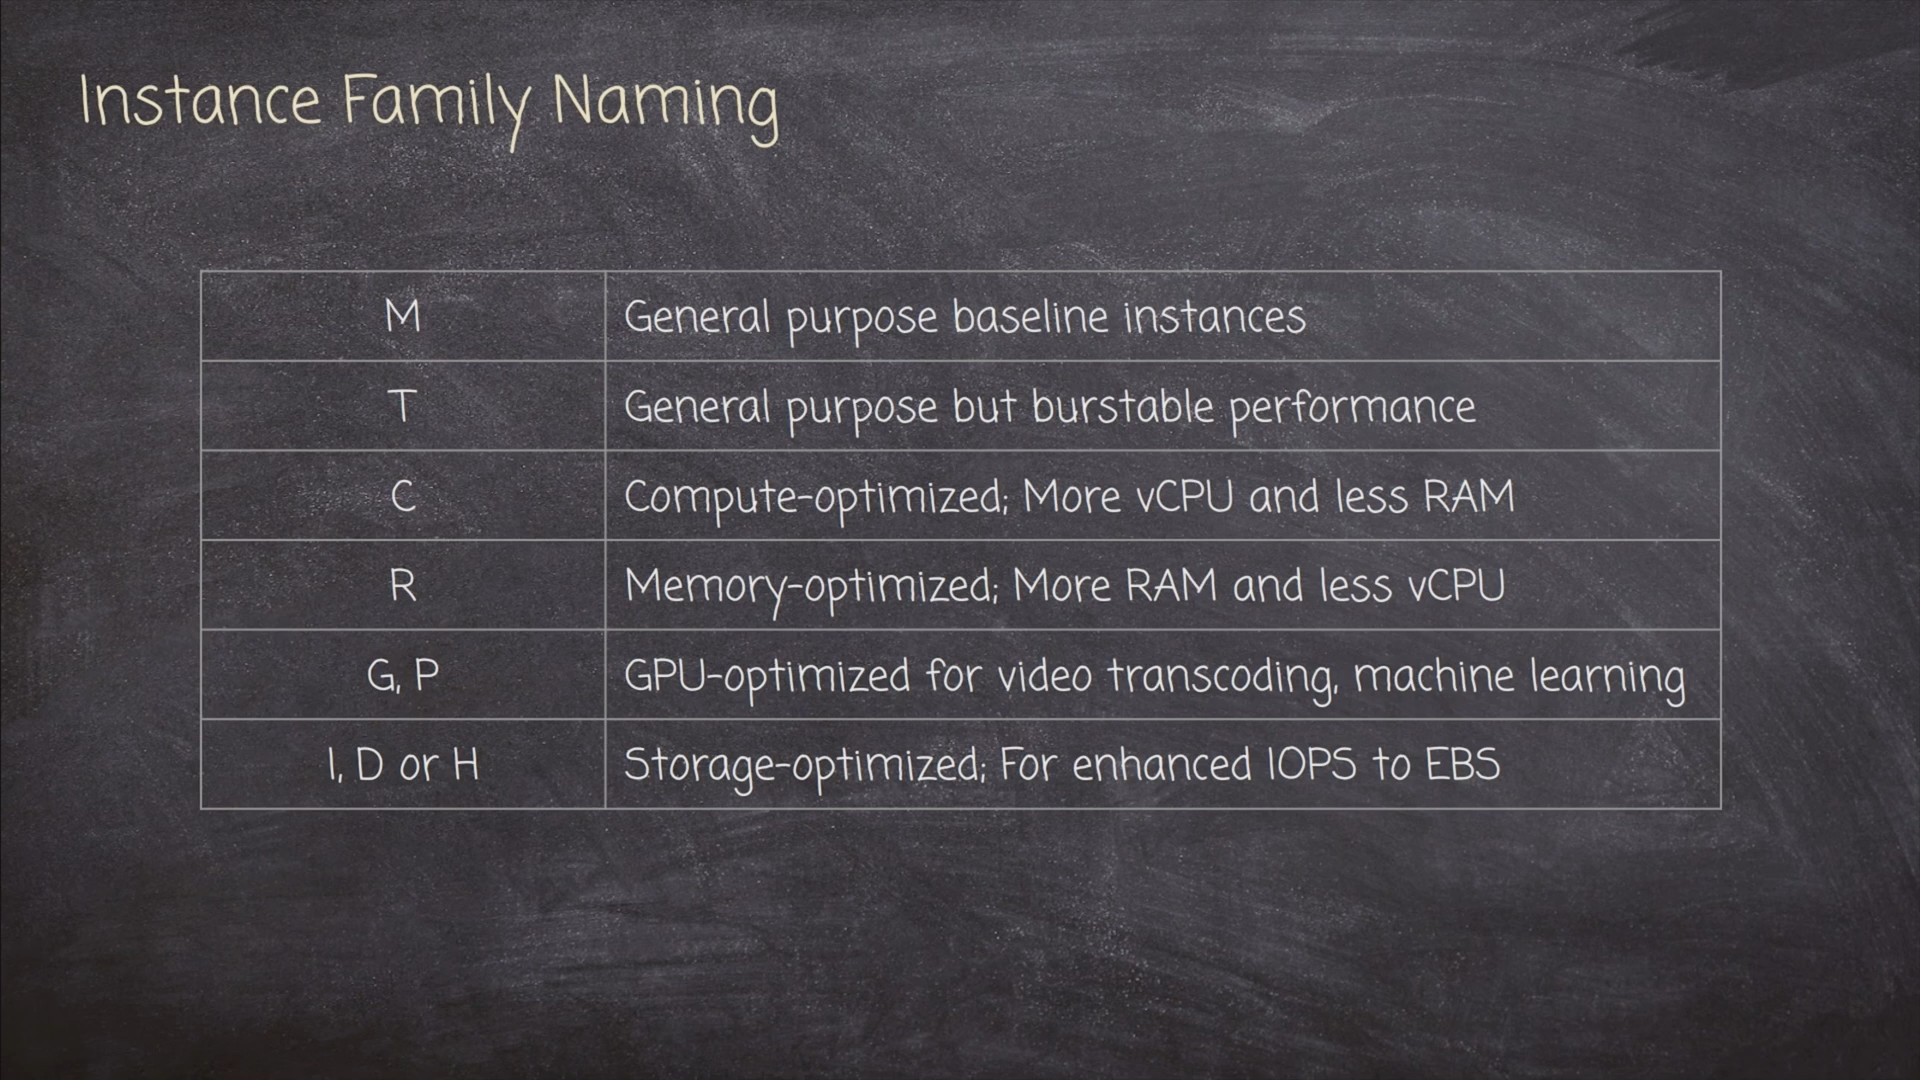 Instance Family Naming
M General purpose baseline instances
T General purpose but burstable performance
C Compute-optimized; More vCPU and less RAM
R Memory-optimized; More RAM and less vCPU
G, P GPU-optimized for video transcoding, machine learning
I, D or H Storage-optimized; For enhanced IOPS to EBS